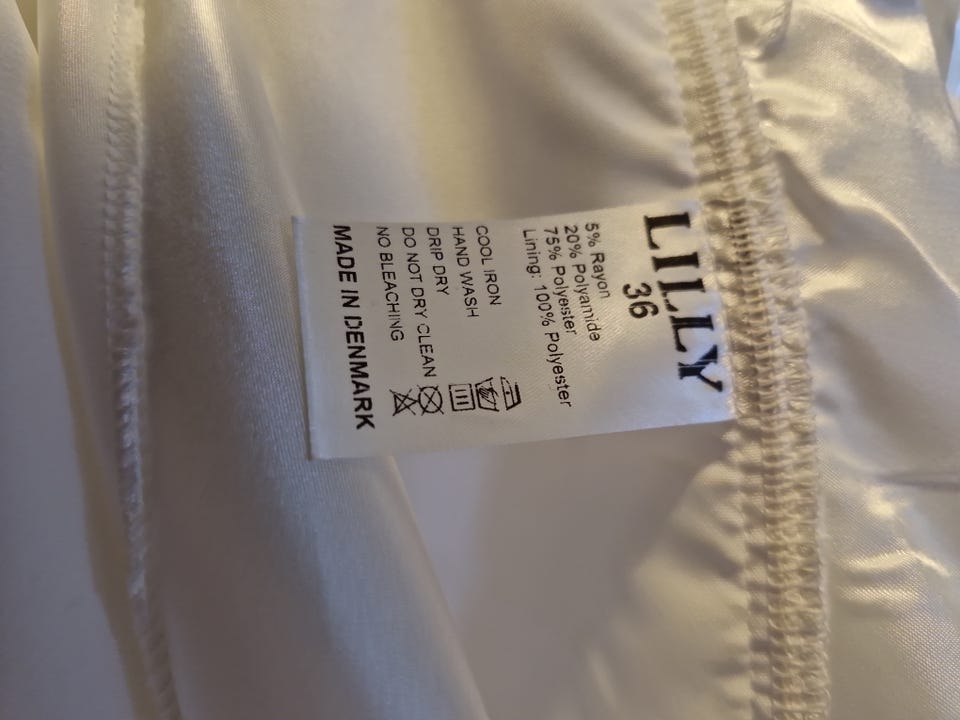 LILLY
36
5% Rayon
20% Polyamide
75% Polyester
Lining: 100% Polyester
COOL IRON
HAND WASH
DRIP DRY
DO NOT DRY CLEAN
NO BLEACHING
MADE IN DENMARK